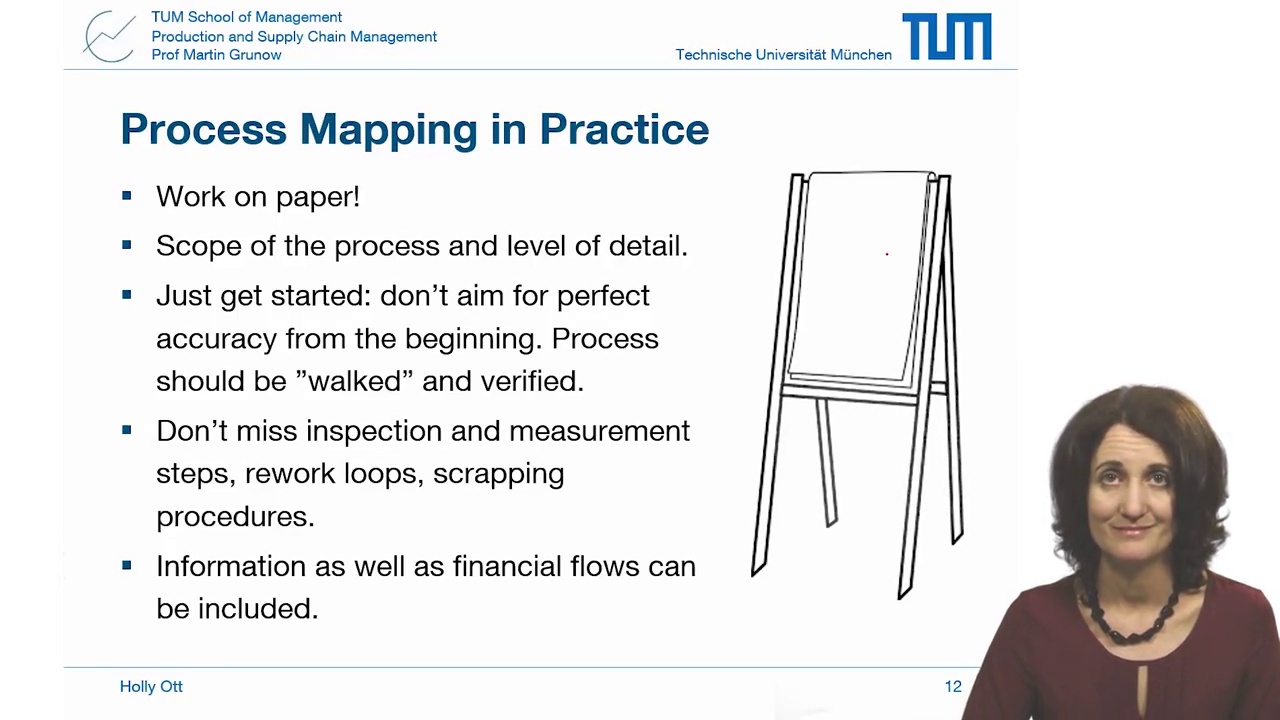 TUM School of Management
Production and Supply Chain Management
Prof Martin Grunow
Technische Universität München
TUM
Process Mapping in Practice
▪ Work on paper!
▪ Scope of the process and level of detail.
▪ Just get started: don’t aim for perfect
accuracy from the beginning. Process
should be ”walked” and verified.
▪ Don’t miss inspection and measurement
steps, rework loops, scrapping
procedures.
▪ Information as well as financial flows can
be included.
Holly Ott
12